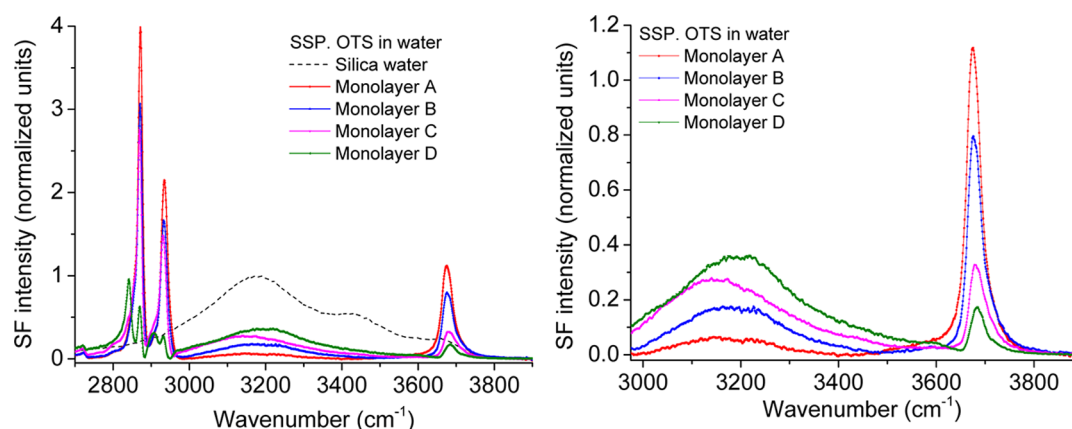 SF intensity (normalized units)
4
3
2
1
0
SSP. OTS in water
Silica water
Monolayer A
Monolayer B
Monolayer C
Monolayer D
2800 3000 3200 3400 3600 3800
Wavenumber (cm⁻¹)
SF intensity (normalized units)
1.2
1.0
0.8
0.6
0.4
0.2
0.0
SSP. OTS in water
Monolayer A
Monolayer B
Monolayer C
Monolayer D
3000 3200 3400 3600 3800
Wavenumber (cm⁻¹)